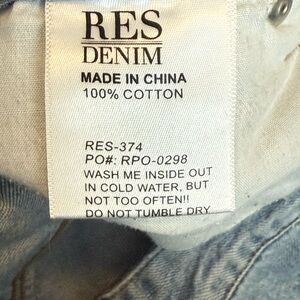 RES
DENIM
MADE IN CHINA
100% COTTON
RES-374
PO#: RPO-0298
WASH ME INSIDE OUT
IN COLD WATER, BUT
NOT TOO OFTEN!!
DO NOT TUMBLE DRY